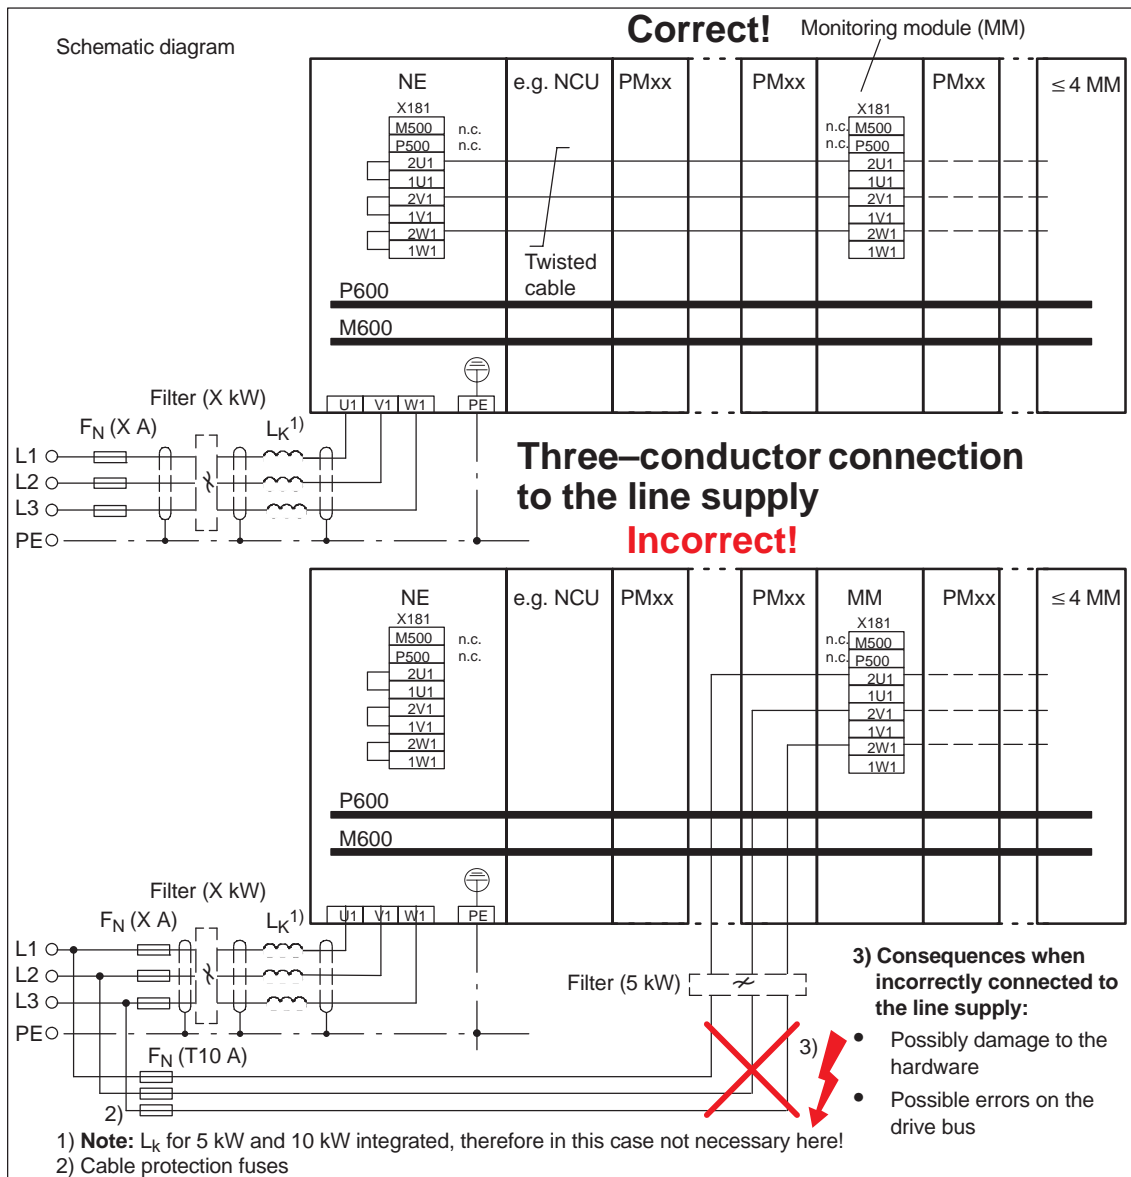 Schematic diagram
Correct!
Monitoring module (MM)
NE
e.g. NCU
PMxx
PMxx
PMxx
≤ 4 MM
X181
M500 n.c.
P500 n.c.
2U1
1U1
2V1
1V1
2W1
1W1
Twisted
cable
X181
n.c. M500
n.c. P500
2U1
1U1
2V1
1V1
2W1
1W1
P600
M600
U1 V1 W1 PE
Filter (X kW)
FN (X A)
LK1)
L1
L2
L3
PE
Three–conductor connection
to the line supply
Incorrect!
NE
e.g. NCU
PMxx
PMxx
MM
PMxx
≤ 4 MM
X181
M500 n.c.
P500 n.c.
2U1
1U1
2V1
1V1
2W1
1W1
X181
n.c. M500
n.c. P500
2U1
1U1
2V1
1V1
2W1
1W1
P600
M600
U1 V1 W1 PE
Filter (X kW)
FN (X A)
LK1)
L1
L2
L3
PE
FN (T10 A)
2)
Filter (5 kW)
3)
3) Consequences when
incorrectly connected to
the line supply:
• Possibly damage to the
hardware
• Possible errors on the
drive bus
1) Note: Lk for 5 kW and 10 kW integrated, therefore in this case not necessary here!
2) Cable protection fuses